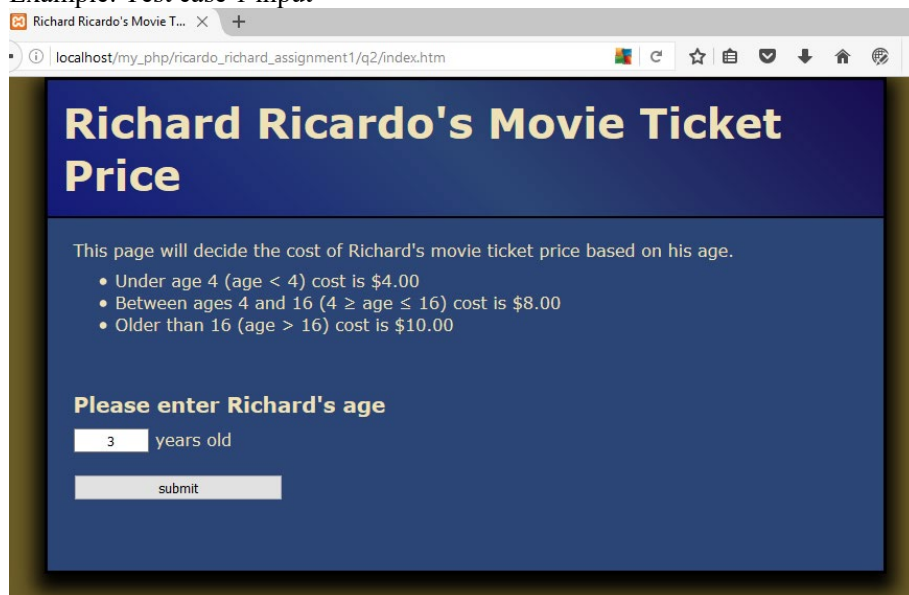 Example: Test case 1 input
Richard Ricardo's Movie T...
localhost/my_php/ricardo_richard_assignment1/q2/index.htm
Richard Ricardo's Movie Ticket
Price
This page will decide the cost of Richard's movie ticket price based on his age.
• Under age 4 (age < 4) cost is $4.00
• Between ages 4 and 16 (4 ≥ age ≤ 16) cost is $8.00
• Older than 16 (age > 16) cost is $10.00
Please enter Richard's age
3 years old
submit